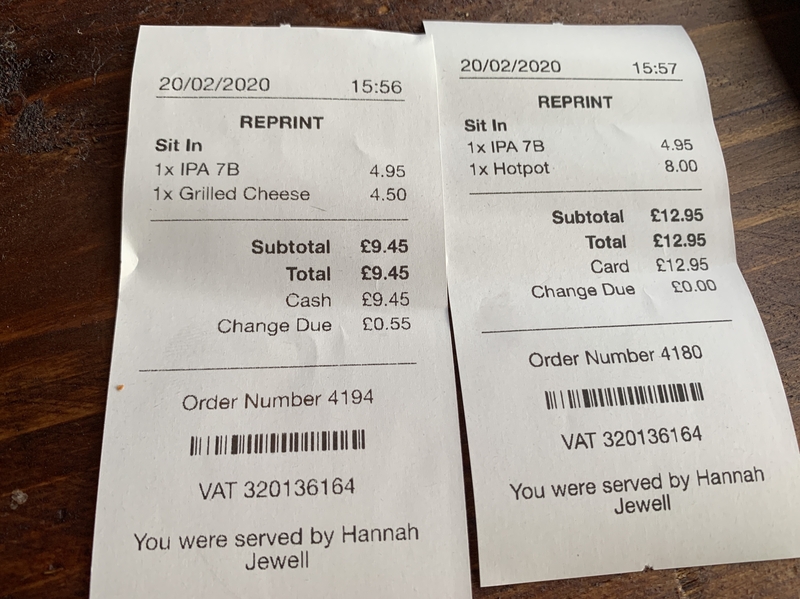 20/02/2020 15:56
REPRINT
Sit In
1x IPA 7B 4.95
1x Grilled Cheese 4.50
Subtotal £9.45
Total £9.45
Cash £9.45
Change Due £0.55
Order Number 4194
VAT 320136164
You were served by Hannah
Jewell
20/02/2020 15:57
REPRINT
Sit In
1x IPA 7B 4.95
1x Hotpot 8.00
Subtotal £12.95
Total £12.95
Card £12.95
Change Due £0.00
Order Number 4180
VAT 320136164
You were served by Hannah
Jewell